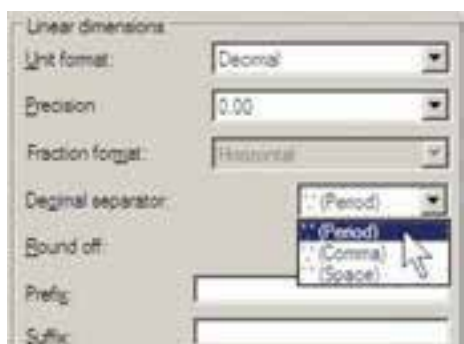 Linear dimensions
Unit format: Decimal
Precision 0.00
Fraction format: Horizontal
Decimal separator: '.' (Period)
'.' (Period)
Round off:
',' (Comma)
' ' (Space)
Prefix:
Suffix: